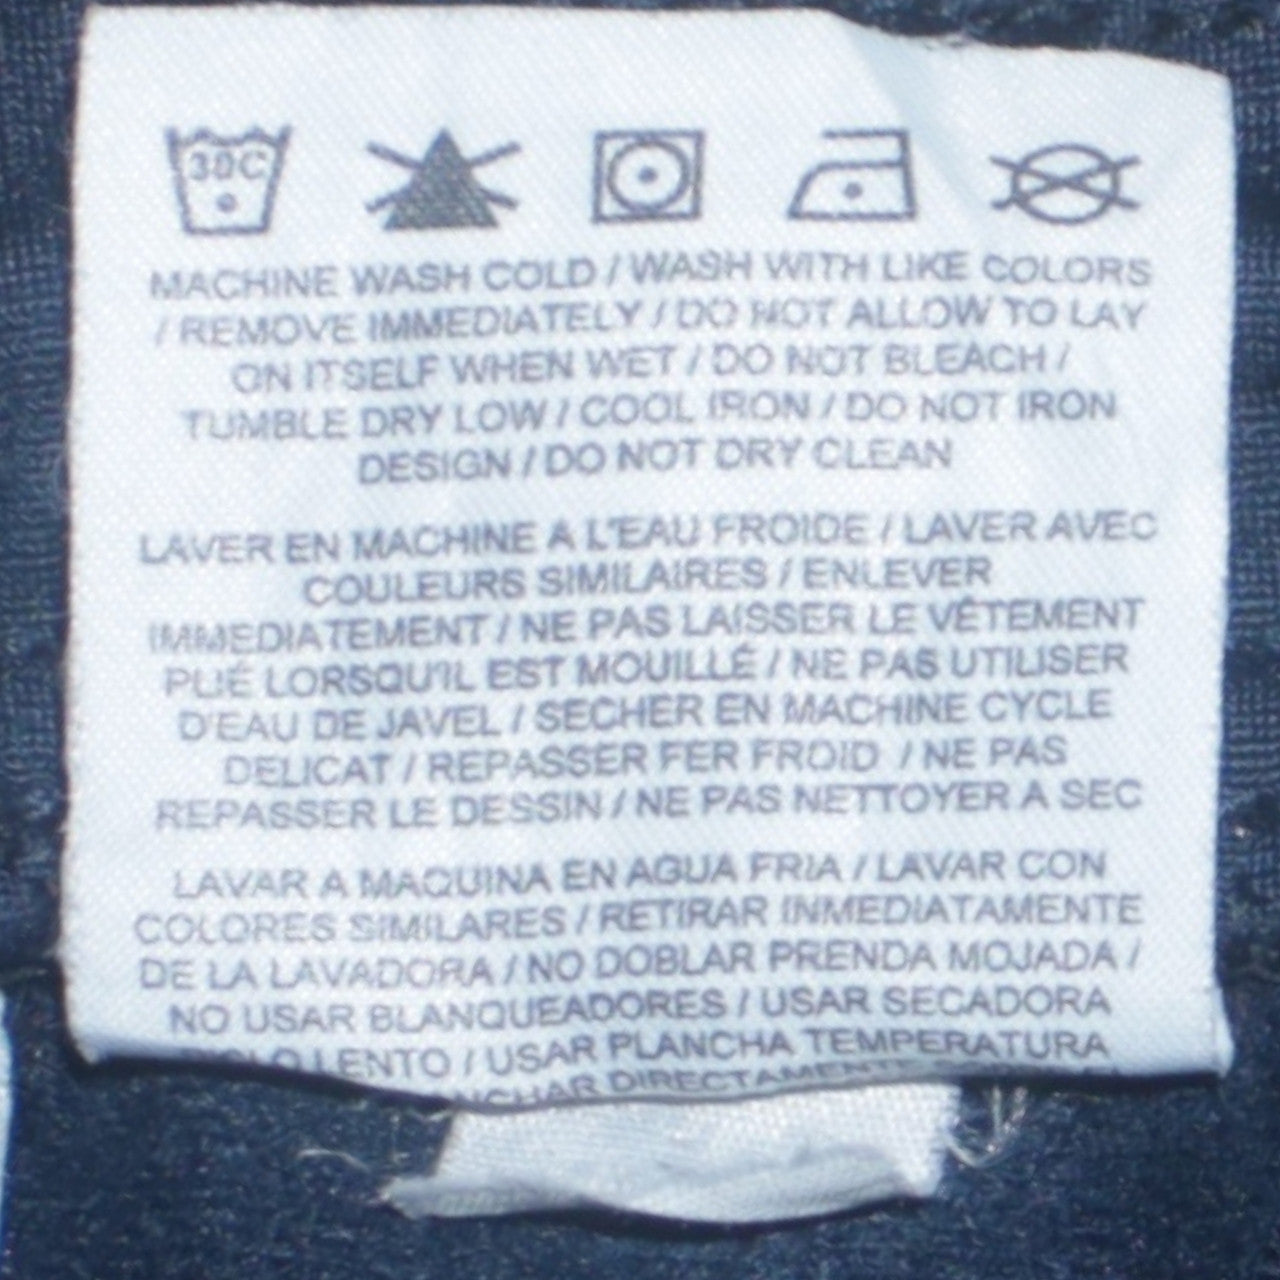 30C
MACHINE WASH COLD / WASH WITH LIKE COLORS
/ REMOVE IMMEDIATELY / DO NOT ALLOW TO LAY
ON ITSELF WHEN WET / DO NOT BLEACH /
TUMBLE DRY LOW / COOL IRON / DO NOT IRON
DESIGN / DO NOT DRY CLEAN
LAVER EN MACHINE A L'EAU FROIDE / LAVER AVEC
COULEURS SIMILAIRES / ENLEVER
IMMEDIATEMENT / NE PAS LAISSER LE VÊTEMENT
PLIÉ LORSQU'IL EST MOUILLÉ / NE PAS UTILISER
D'EAU DE JAVEL / SECHER EN MACHINE CYCLE
DELICAT / REPASSER FER FROID / NE PAS
REPASSER LE DESSIN / NE PAS NETTOYER A SEC
LAVAR A MAQUINA EN AGUA FRIA / LAVAR CON
COLORES SIMILARES / RETIRAR INMEDIATAMENTE
DE LA LAVADORA / NO DOBLAR PRENDA MOJADA /
NO USAR BLANQUEADORES / USAR SECADORA
LENTO / USAR PLANCHA TEMPERATURA
DIRECTAMENTE